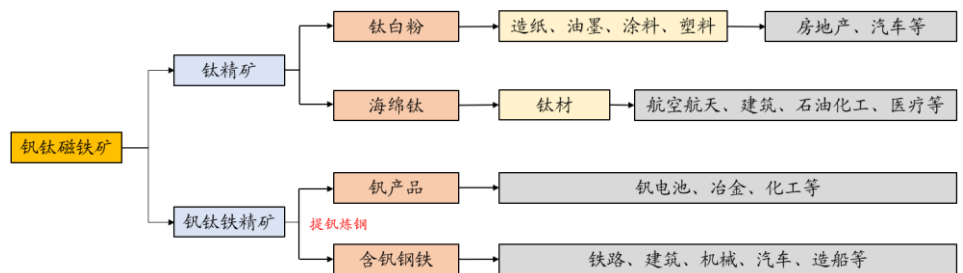 钛白粉
造纸、油墨、涂料、塑料
房地产、汽车等
钛精矿
海绵钛
钛材
航空航天、建筑、石油化工、医疗等
钒钛磁铁矿
钒产品
钒电池、冶金、化工等
钒钛铁精矿
提钒炼钢
含钒钢铁
铁路、建筑、机械、汽车、造船等